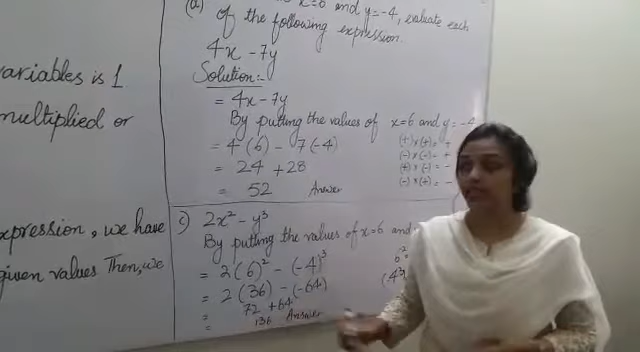 ariables is 1
multiplied or
xpression, we have
given values Then, we
(a) x=6 and y=-4, evaluate each
of the following expression.
4x - 7y
Solution:-
= 4x - 7y
By putting the values of x=6 and y=-4
= 4(6) - 7(-4)
= 24 + 28
= 52 Answer
(+)x(+) = +
(-)x(-) = +
(+)x(-) = -
(-)x(+) = -
c) 2x² - y³
By putting the values of x=6 and
= 2(6)² - (-4)³
= 2(36) - (-64)
= 72 + 64
= 136 Answer